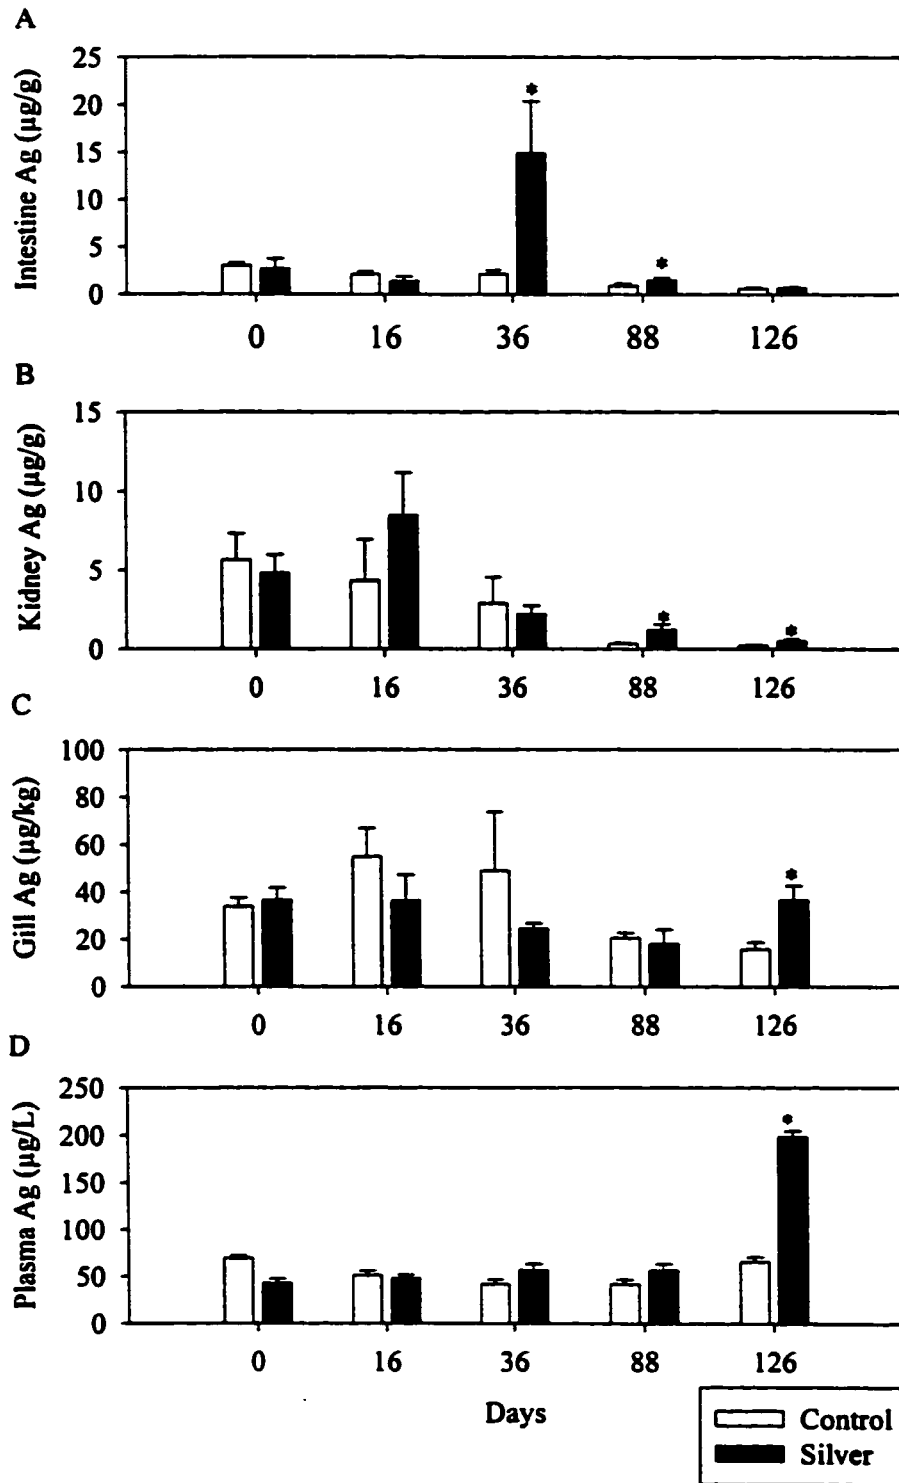 A
Intestine Ag (µg/g)
25
20
15
10
5
0
*
*
0 16 36 88 126
B
Kidney Ag (µg/g)
15
10
5
0
*
*
0 16 36 88 126
C
Gill Ag (µg/kg)
100
80
60
40
20
0
*
0 16 36 88 126
D
Plasma Ag (µg/L)
250
200
150
100
50
0
*
0 16 36 88 126
Days
Control
Silver